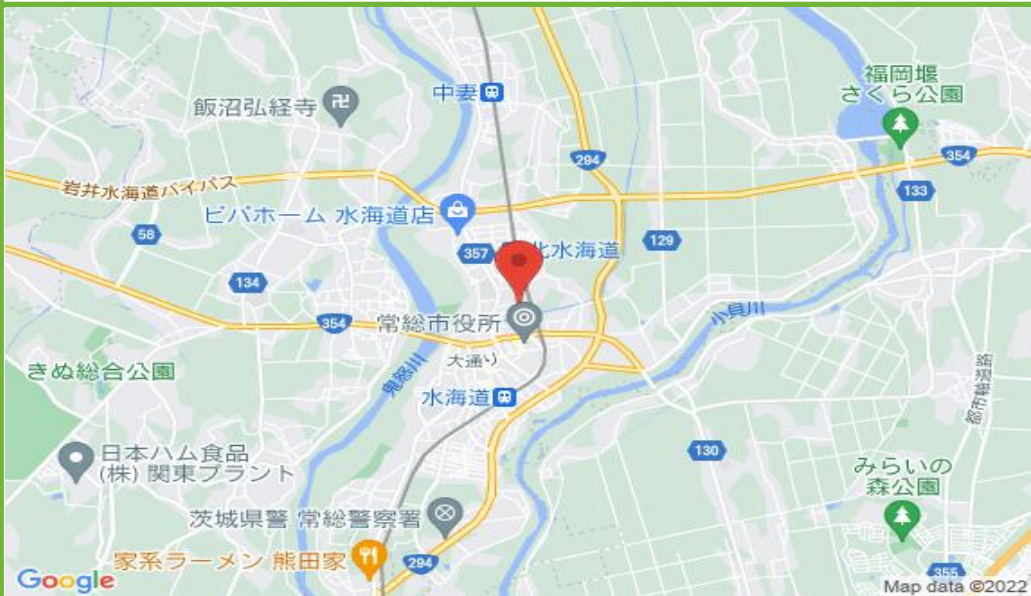 中妻
福岡堰
さくら公園
飯沼弘経寺
294
354
133
岩井水海道バイパス
ビバホーム 水海道店
58
357
北水海道
129
134
354
常総市役所
小貝川
大通り
きぬ総合公園
鬼怒川
水海道
都市軸道路
日本ハム食品
(株) 関東プラント
130
みらいの
森公園
茨城県警 常総警察署
家系ラーメン 熊田家
294
355
Google
Map data ©2022